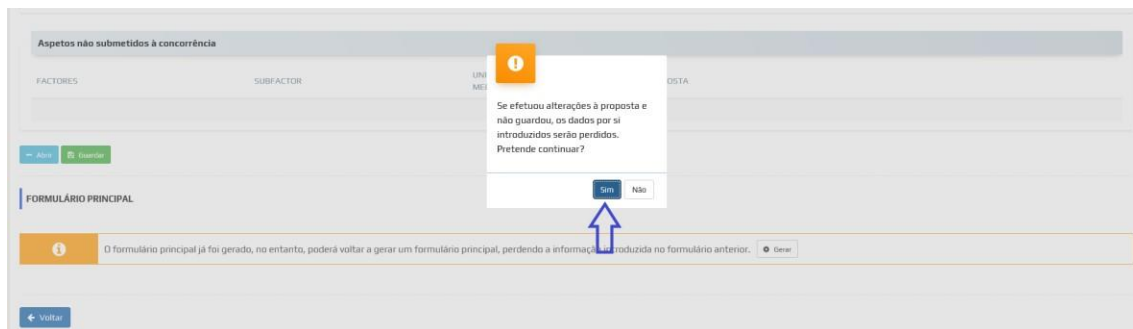 Aspetos não submetidos à concorrência
FACTORES SUBFACTOR
Se efetuou alterações à proposta e
não guardou, os dados por si
introduzidos serão perdidos.
Pretende continuar?
Abrir Guardar
Sim Não
FORMULÁRIO PRINCIPAL
O formulário principal já foi gerado, no entanto, poderá voltar a gerar um formulário principal, perdendo a informação introduzida no formulário anterior. Gerar
Voltar